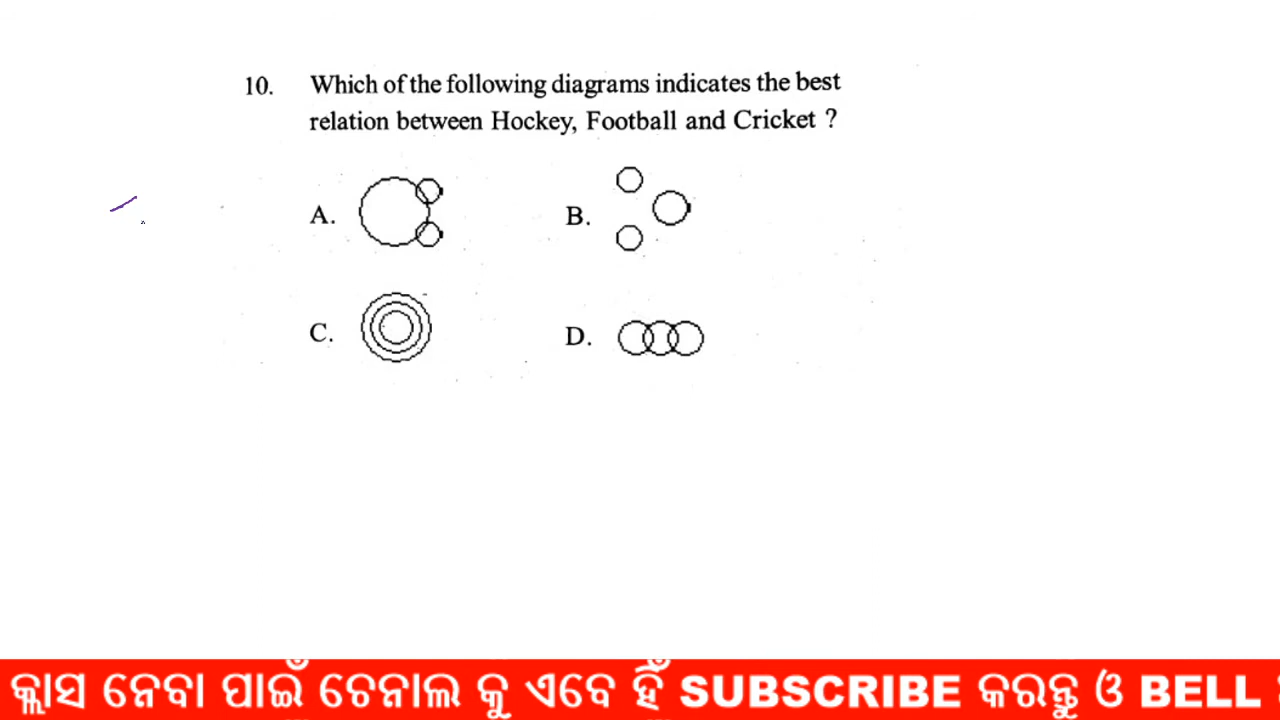 10. Which of the following diagrams indicates the best
relation between Hockey, Football and Cricket ?
A.
B.
C.
D.
କ୍ଲାସ ନେବା ପାଇଁ ଚେନାଲ କୁ ଏବେ ହିଁ SUBSCRIBE କରନ୍ତୁ ଓ BELL